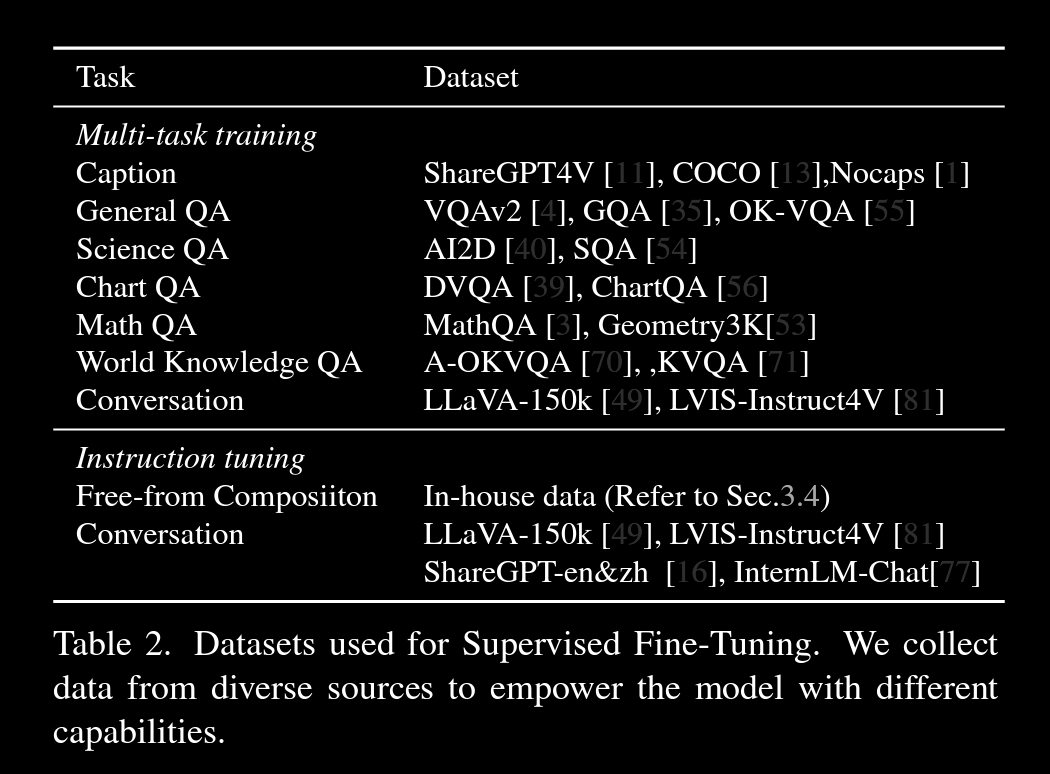 Task Dataset
Multi-task training
Caption ShareGPT4V [11], COCO [13],Nocaps [1]
General QA VQAv2 [4], GQA [35], OK-VQA [55]
Science QA AI2D [40], SQA [54]
Chart QA DVQA [39], ChartQA [56]
Math QA MathQA [3], Geometry3K[53]
World Knowledge QA A-OKVQA [70], ,KVQA [71]
Conversation LLaVA-150k [49], LVIS-Instruct4V [81]
Instruction tuning
Free-from Composiiton In-house data (Refer to Sec.3.4)
Conversation LLaVA-150k [49], LVIS-Instruct4V [81]
ShareGPT-en&zh [16], InternLM-Chat[77]
Table 2. Datasets used for Supervised Fine-Tuning. We collect
data from diverse sources to empower the model with different
capabilities.